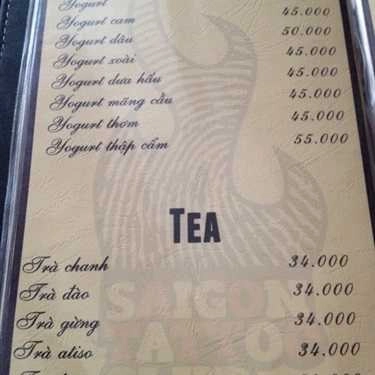 Yogurt 45.000
Yogurt cam 50.000
Yogurt dâu 45.000
Yogurt xoài 45.000
Yogurt dưa hấu 45.000
Yogurt mãng cầu 45.000
Yogurt thơm 55.000
Yogurt thập cẩm
TEA
Trà chanh 34.000
Trà đào 34.000
Trà gừng 34.000
Trà atiso 34.000
SAIGON